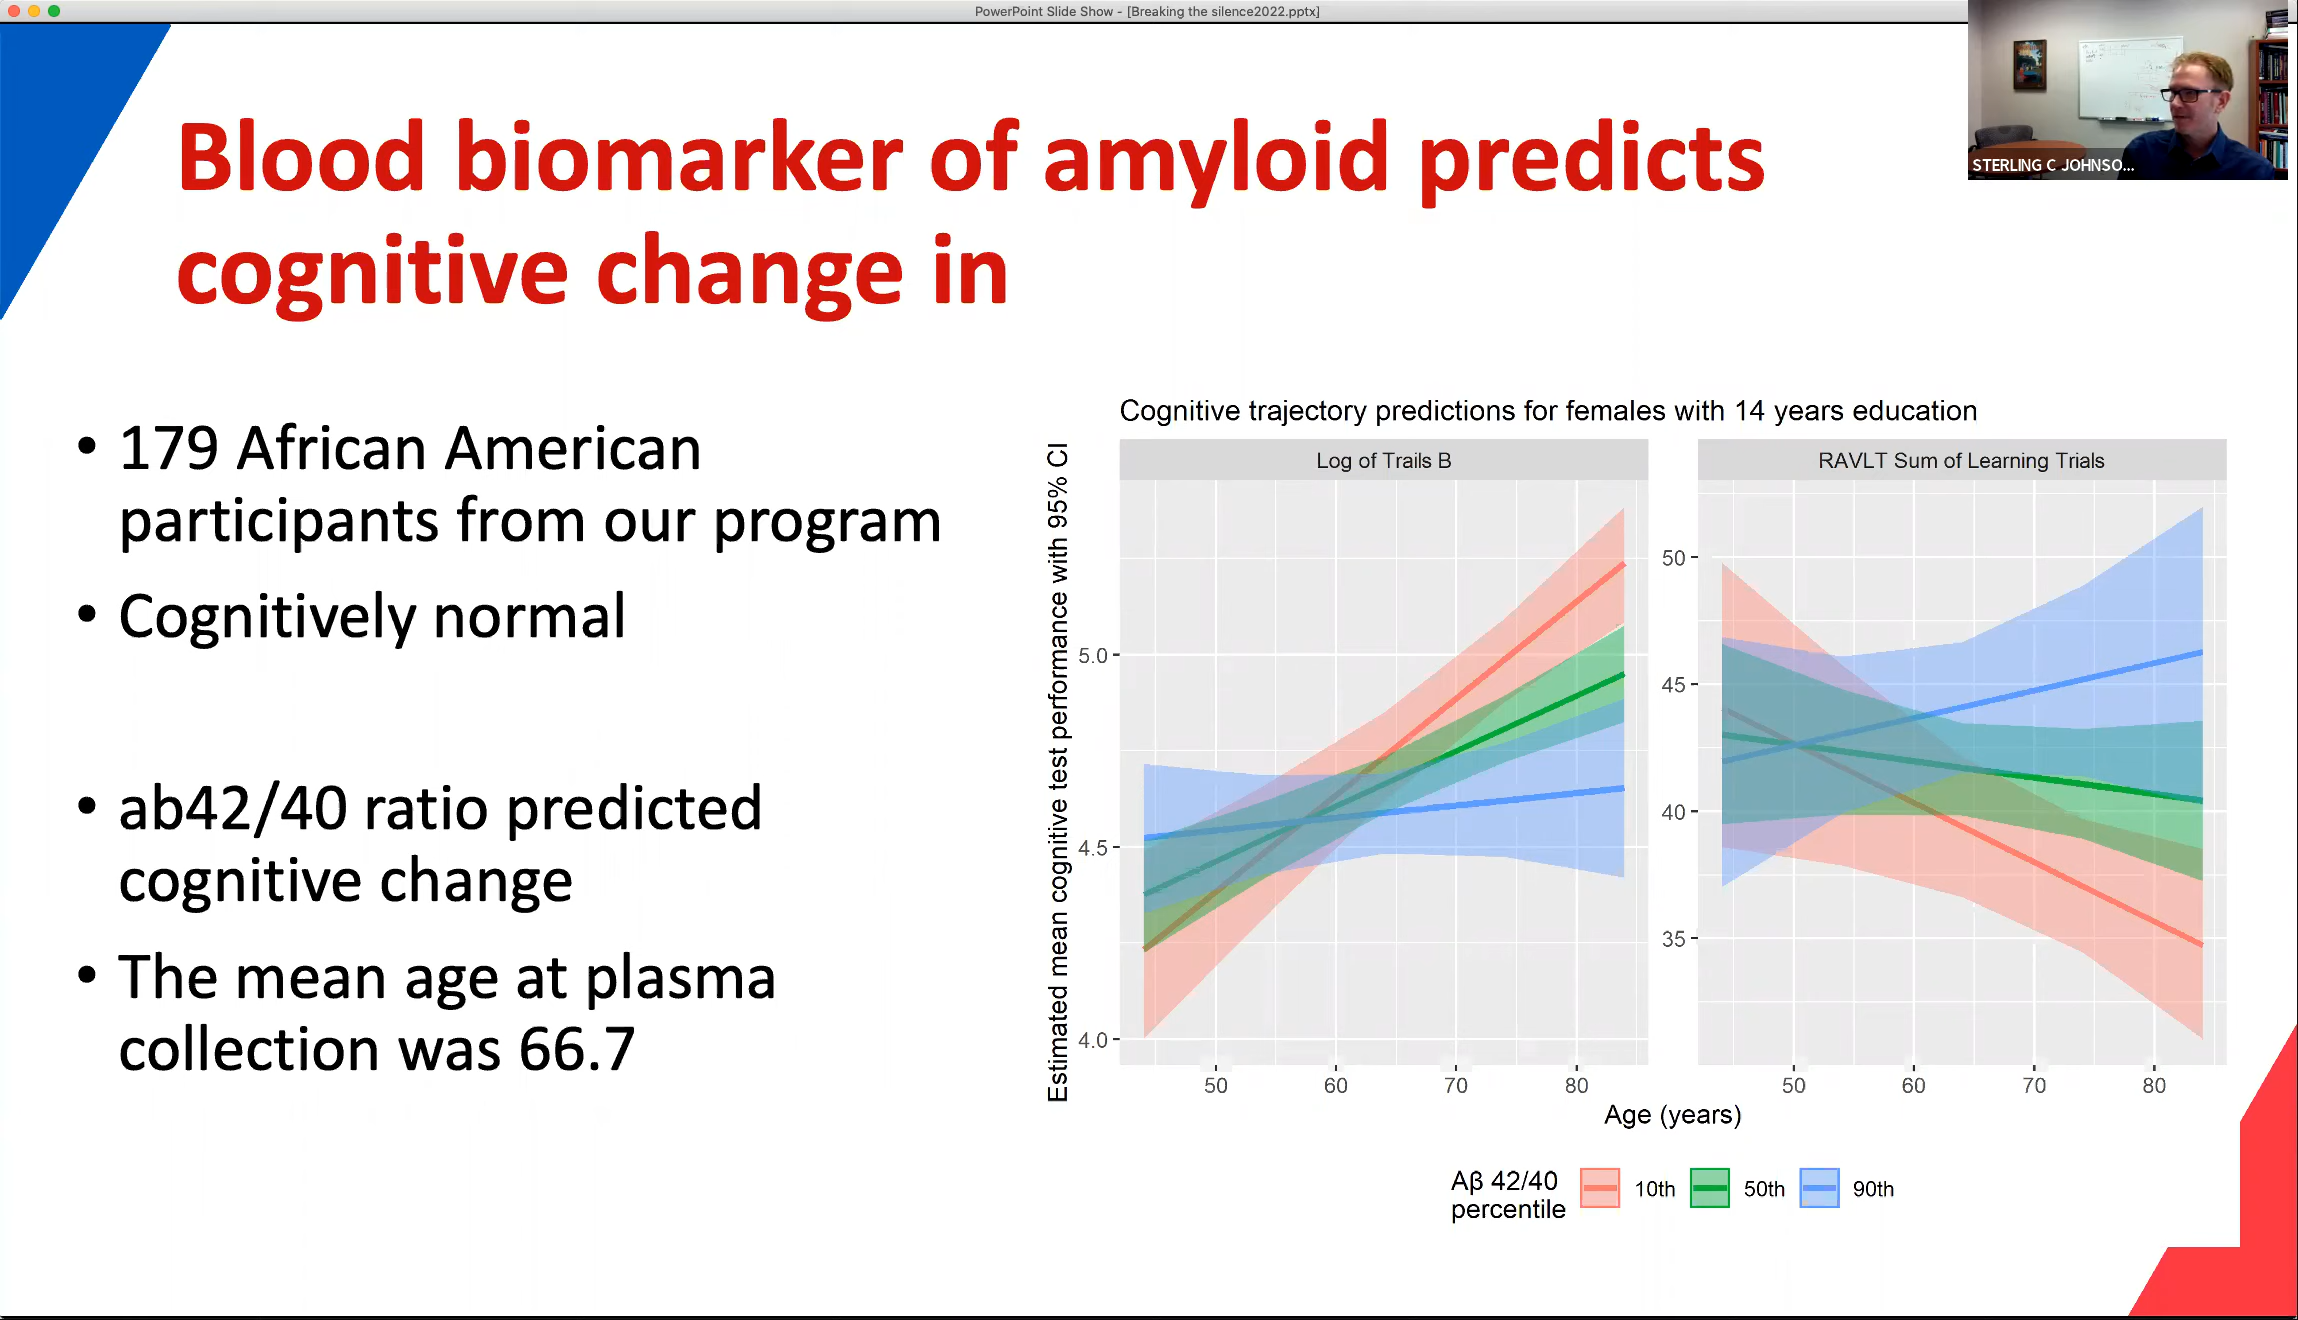 PowerPoint Slide Show - [Breaking the silence2022.pptx]
STERLING C JOHNSO...
Blood biomarker of amyloid predicts
cognitive change in
• 179 African American
participants from our program
• Cognitively normal
• ab42/40 ratio predicted
cognitive change
• The mean age at plasma
collection was 66.7
Cognitive trajectory predictions for females with 14 years education
Estimated mean cognitive test performance with 95% CI
Log of Trails B
RAVLT Sum of Learning Trials
5.0
4.5
4.0
50
45
40
35
50 60 70 80
50 60 70 80
Age (years)
Aβ 42/40
percentile
10th 50th 90th